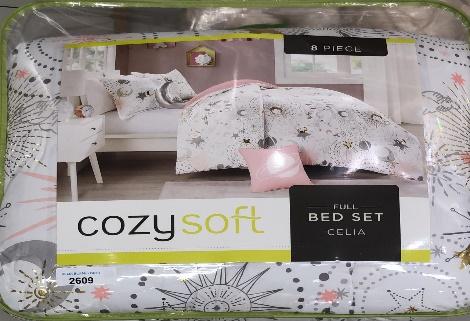 8 PIECE
cozysoft
FULL
BED SET
CELIA
2609